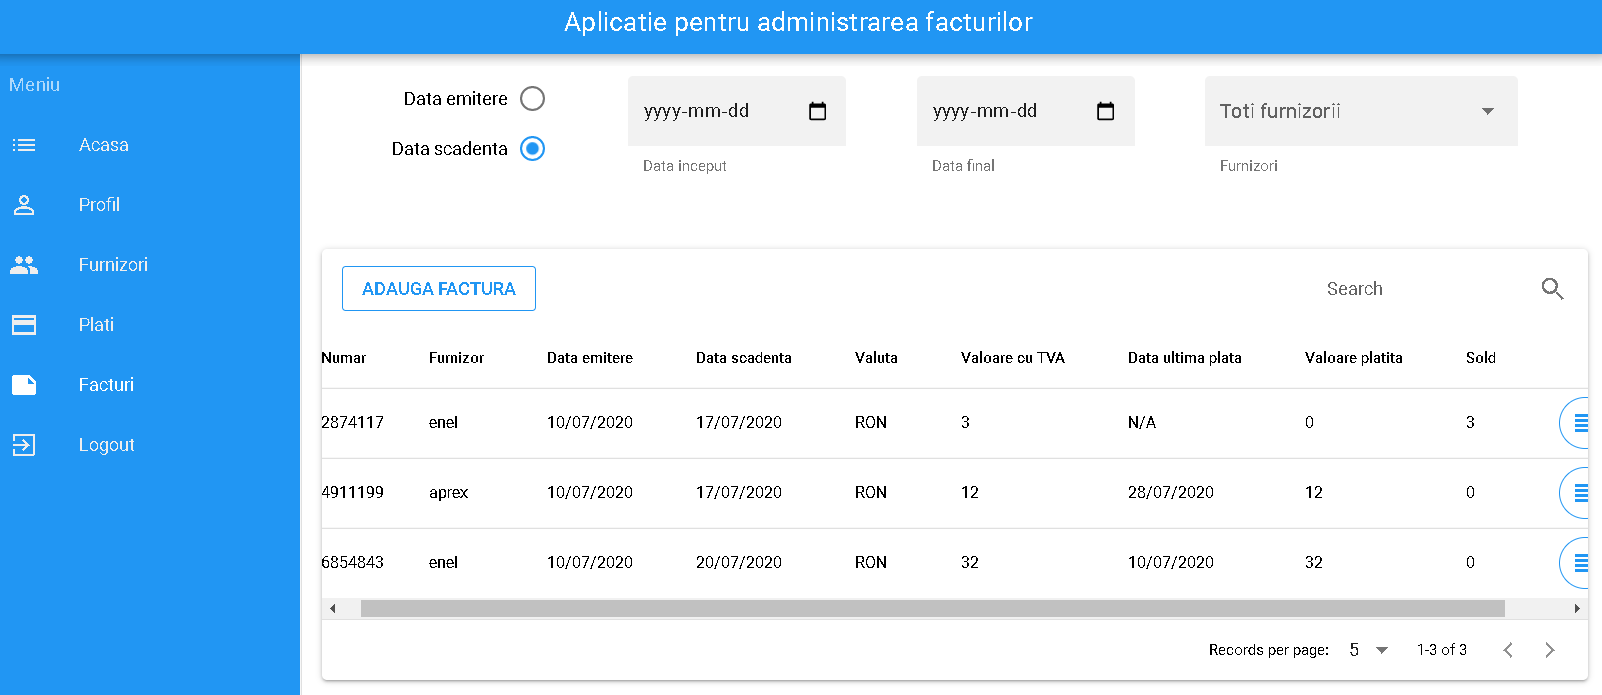 Aplicatie pentru administrarea facturilor
Meniu
Acasa
Profil
Furnizori
Plati
Facturi
Logout
Data emitere
Data scadenta
yyyy-mm-dd
Data inceput
yyyy-mm-dd
Data final
Toti furnizorii
Furnizori
ADAUGA FACTURA
Search
Numar Furnizor Data emitere Data scadenta Valuta Valoare cu TVA Data ultima plata Valoare platita Sold
2874117 enel 10/07/2020 17/07/2020 RON 3 N/A 0 3
4911199 aprex 10/07/2020 17/07/2020 RON 12 28/07/2020 12 0
6854843 enel 10/07/2020 20/07/2020 RON 32 10/07/2020 32 0
Records per page: 5 1-3 of 3